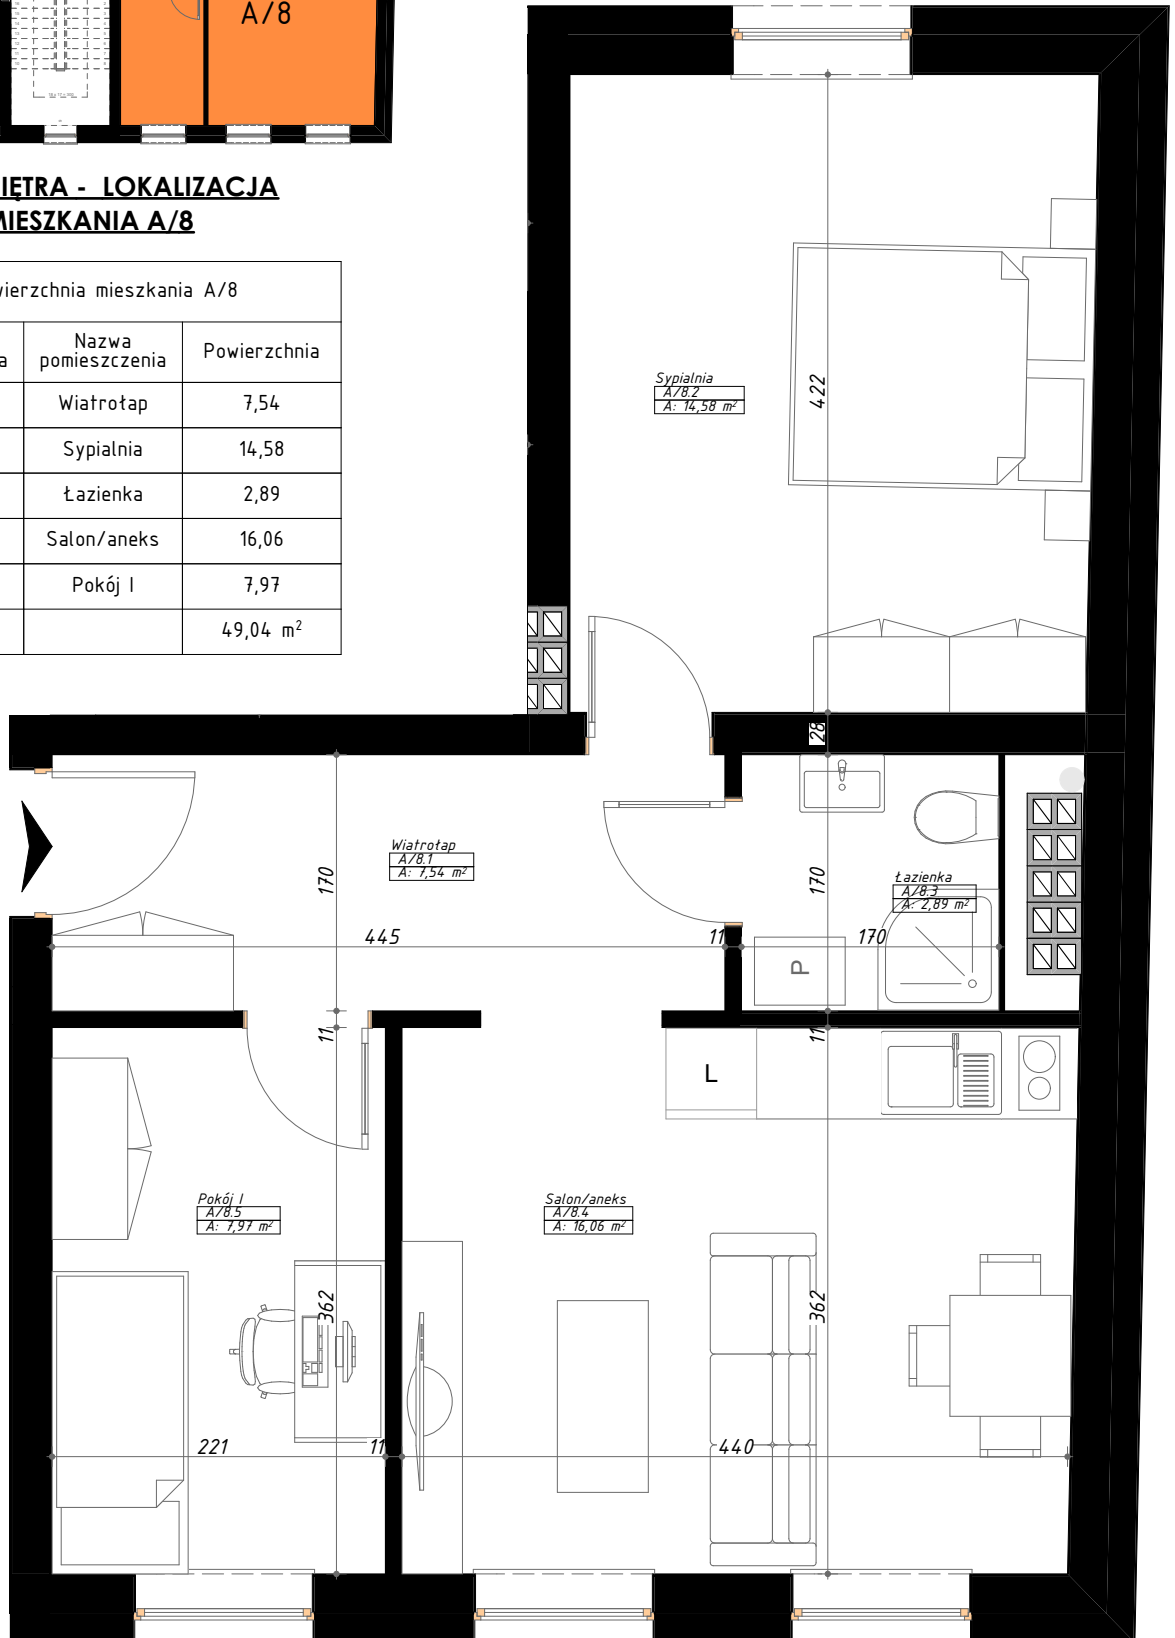 A/8
IĘTRA - LOKALIZACJA
MIESZKANIA A/8
wierzchnia mieszkania A/8
a
Nazwa
pomieszczenia
Powierzchnia
Wiatrołap 7,54
Sypialnia 14,58
Łazienka 2,89
Salon/aneks 16,06
Pokój I 7,97
49,04 m²
Sypialnia
A/8.2
A: 14,58 m²
422
28
Wiatrołap
A/8.1
A: 7,54 m²
170
170
Łazienka
A/8.3
A: 2,89 m²
445
11
170
P
11
11
L
Pokój I
A/8.5
A: 7,97 m²
Salon/aneks
A/8.4
A: 16,06 m²
362
362
221
11
440